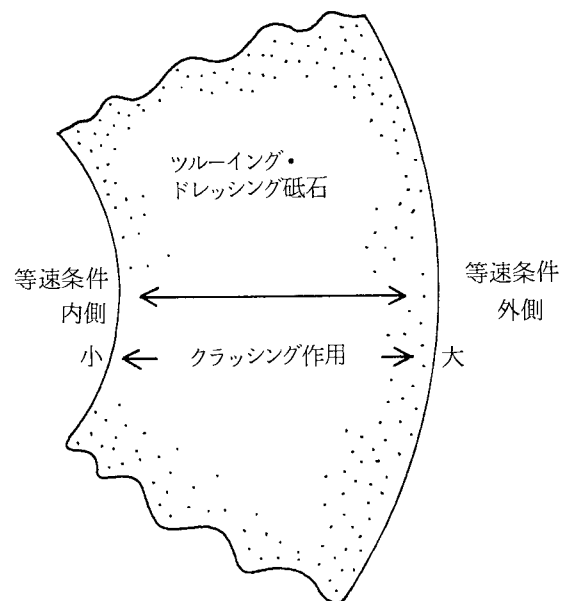 ツルーイング・
ドレッシング砥石
等速条件
内側
等速条件
外側
小
クラッシング作用
大